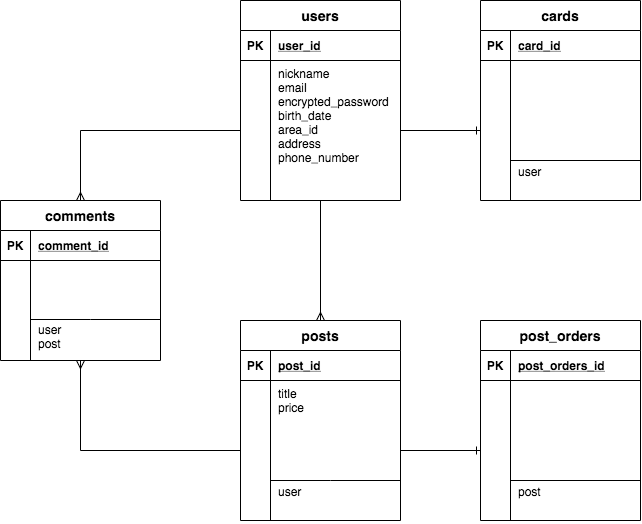 users
PK user_id
nickname
email
encrypted_password
birth_date
area_id
address
phone_number
cards
PK card_id
user
comments
PK comment_id
user
post
posts
PK post_id
title
price
user
post_orders
PK post_orders_id
post